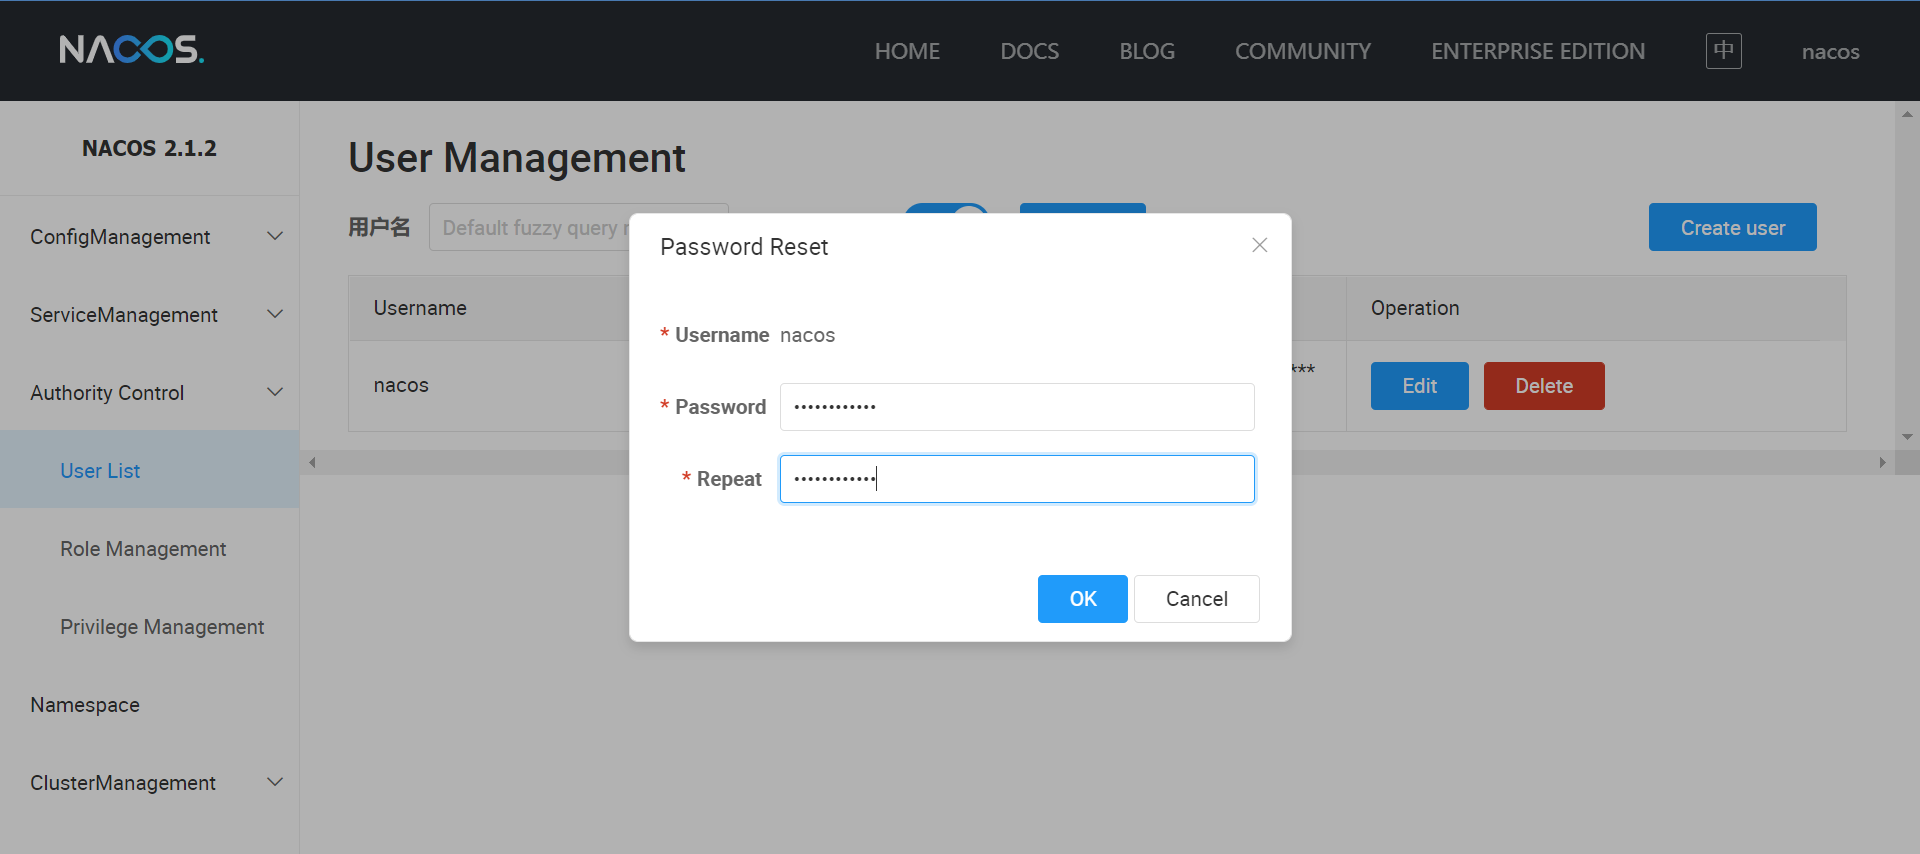 NACOS.
HOME DOCS BLOG COMMUNITY ENTERPRISE EDITION 中 nacos
NACOS 2.1.2
ConfigManagement
ServiceManagement
Authority Control
User List
Role Management
Privilege Management
Namespace
ClusterManagement
User Management
用户名 Default fuzzy query Create user
Username Operation
nacos *** Edit Delete
Password Reset
* Username nacos
* Password ••••••••••••
* Repeat ••••••••••••
OK Cancel